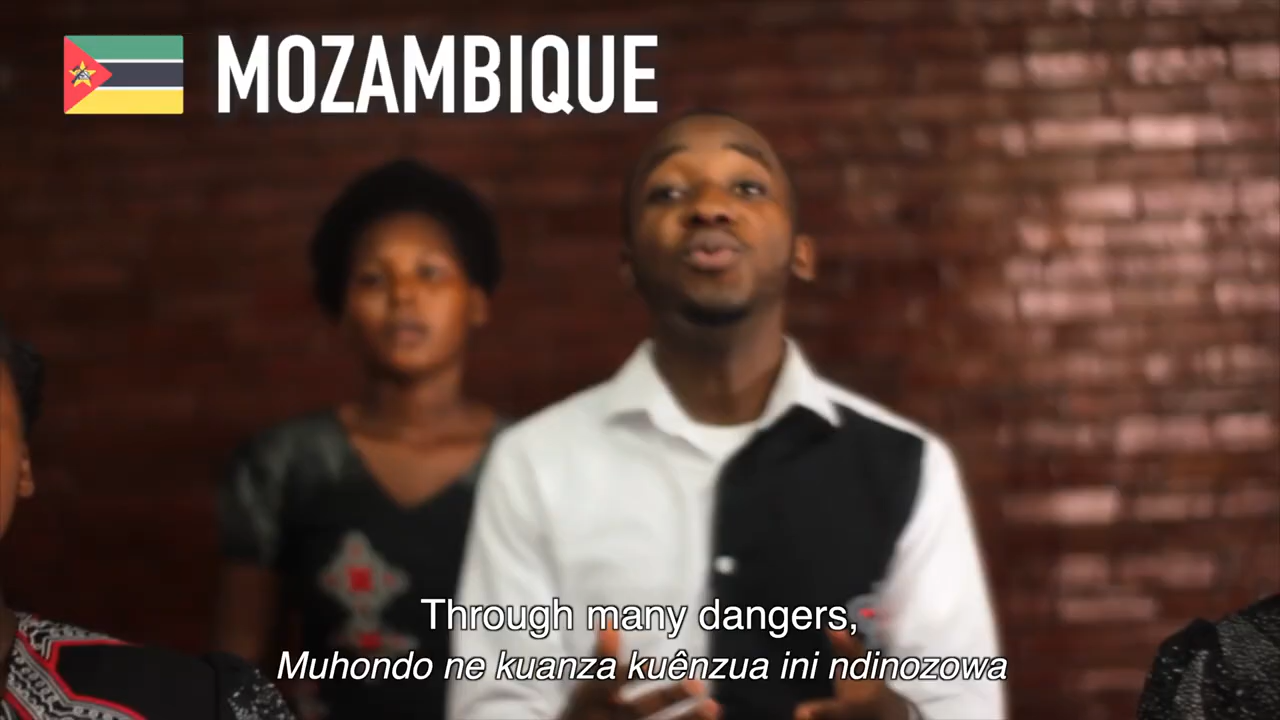 MOZAMBIQUE
Through many dangers,
Muhondo ne kuanza kuênzua ini ndinozowa